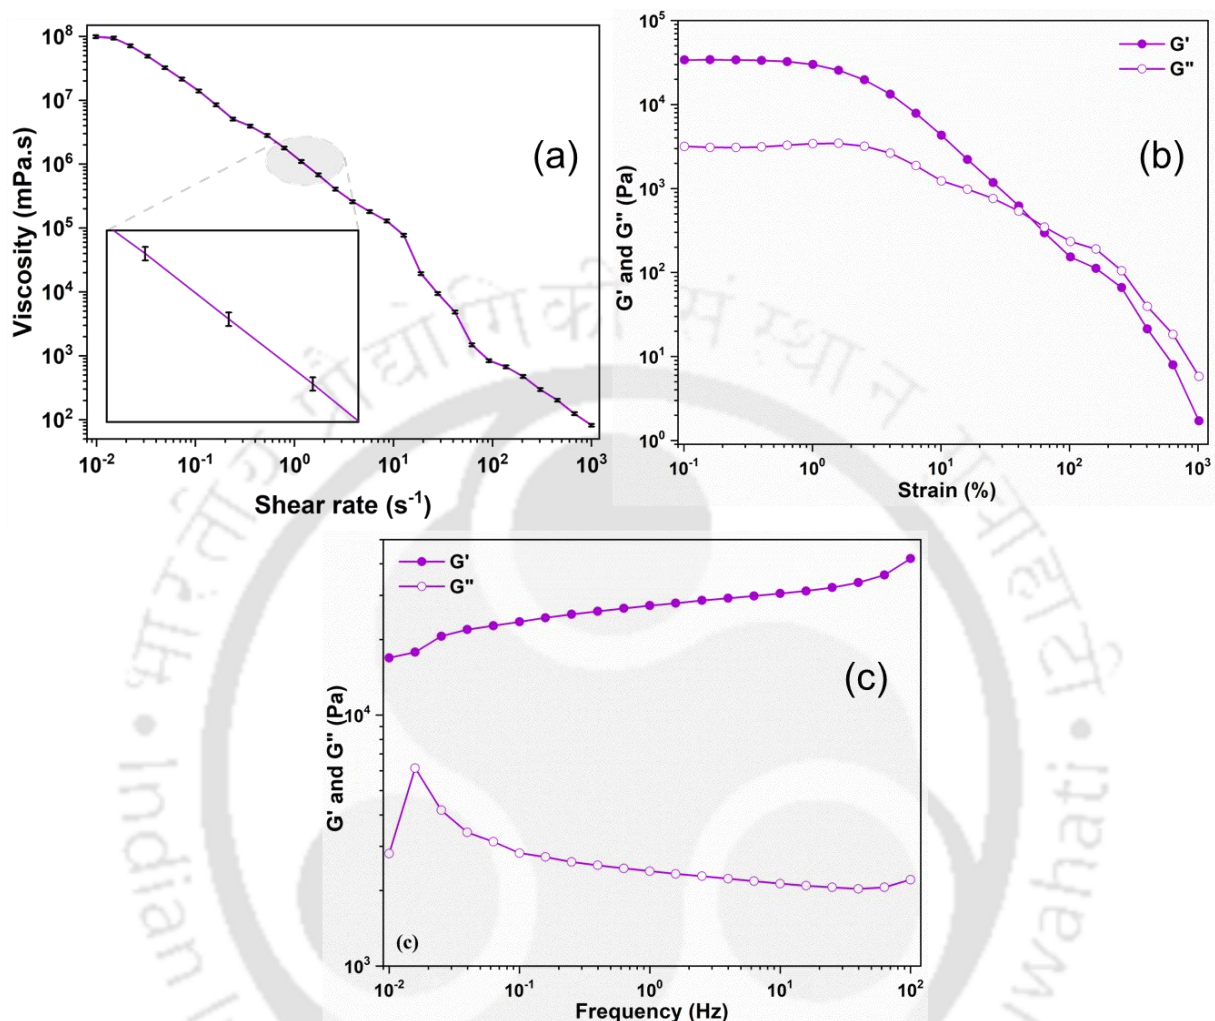 10⁸
10⁷
10⁶
10⁵
10⁴
10³
10²
Viscosity (mPa.s)
(a)
10⁻² 10⁻¹ 10⁰ 10¹ 10² 10³
Shear rate (s⁻¹)
10⁵
10⁴
10³
10²
10¹
10⁰
G' and G" (Pa)
G'
G"
(b)
10⁻¹ 10⁰ 10¹ 10² 10³
Strain (%)
G'
G"
10⁴
10³
G' and G" (Pa)
(c)
(c)
10⁻² 10⁻¹ 10⁰ 10¹ 10² 
Frequency (Hz)
Indian
uwahati